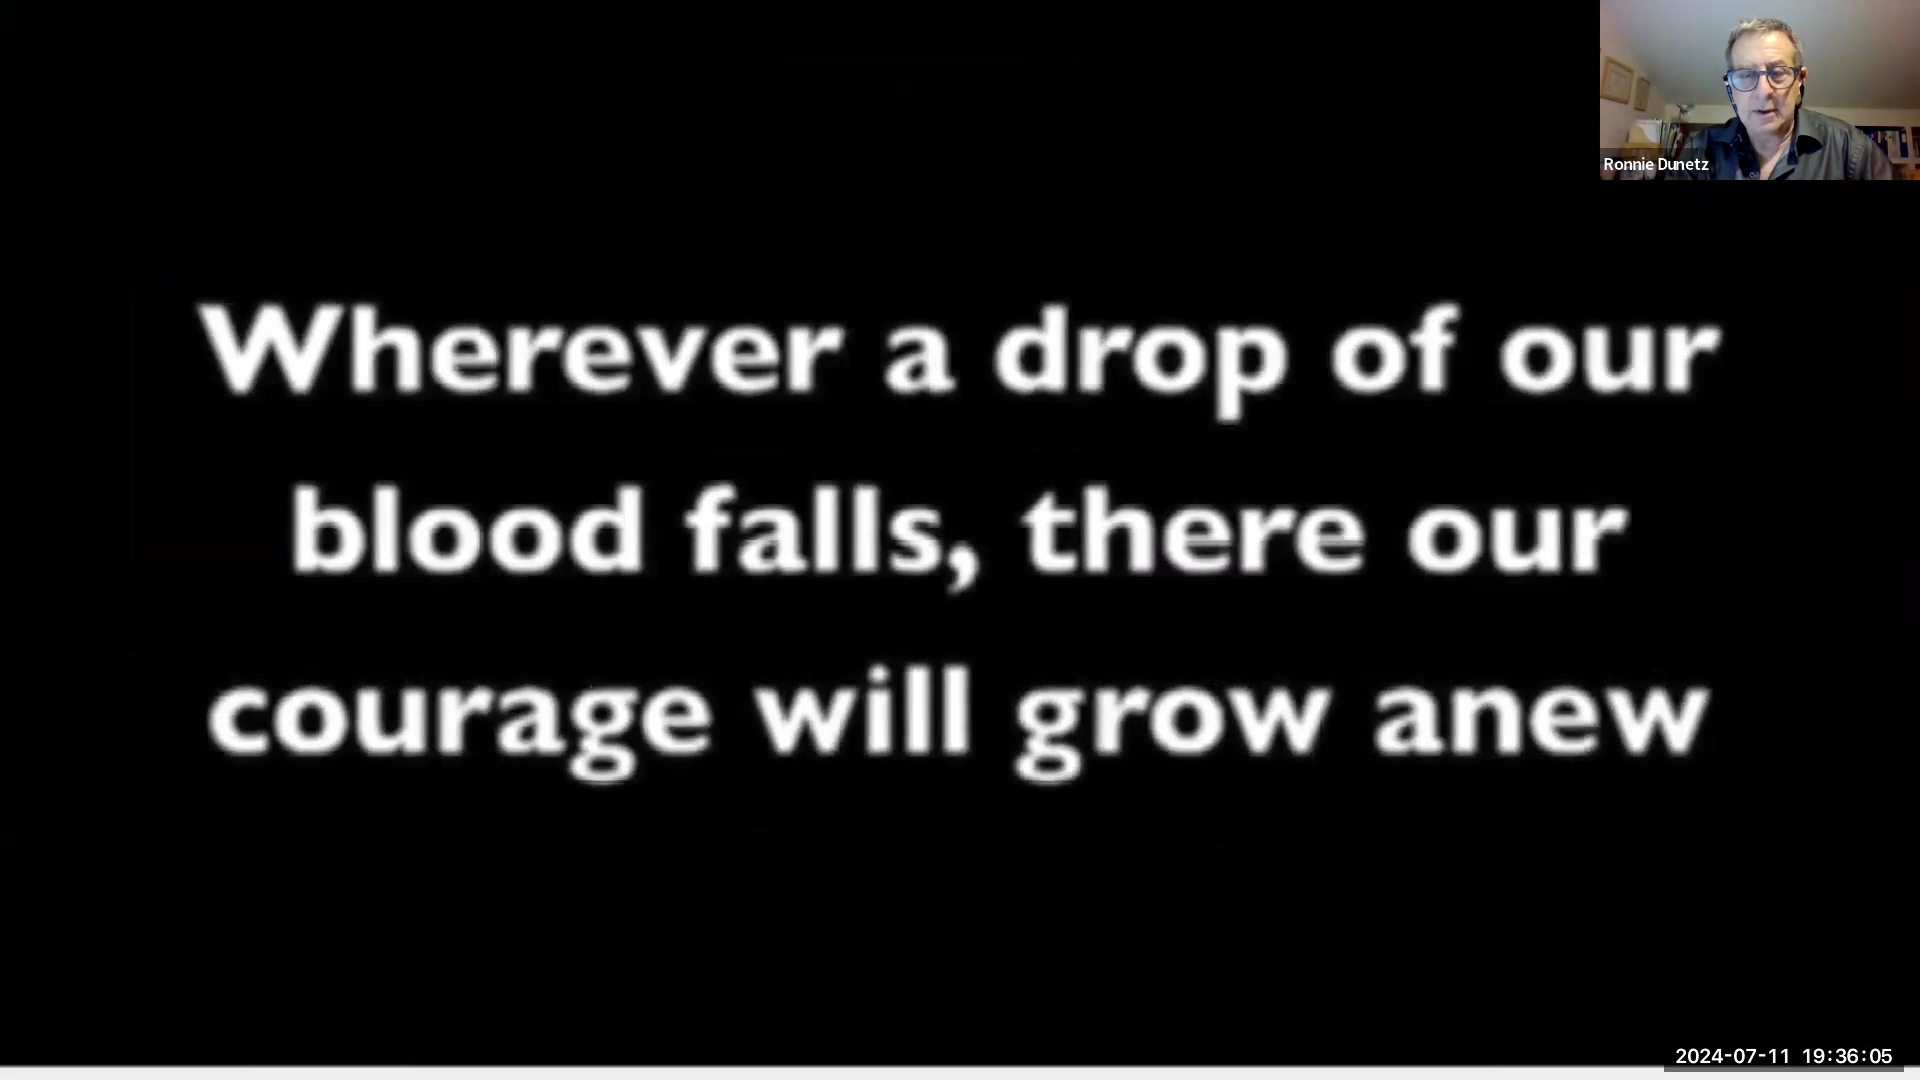 Ronnie Dunetz
Wherever a drop of our
blood falls, there our
courage will grow anew
2024-07-11 19:36:05